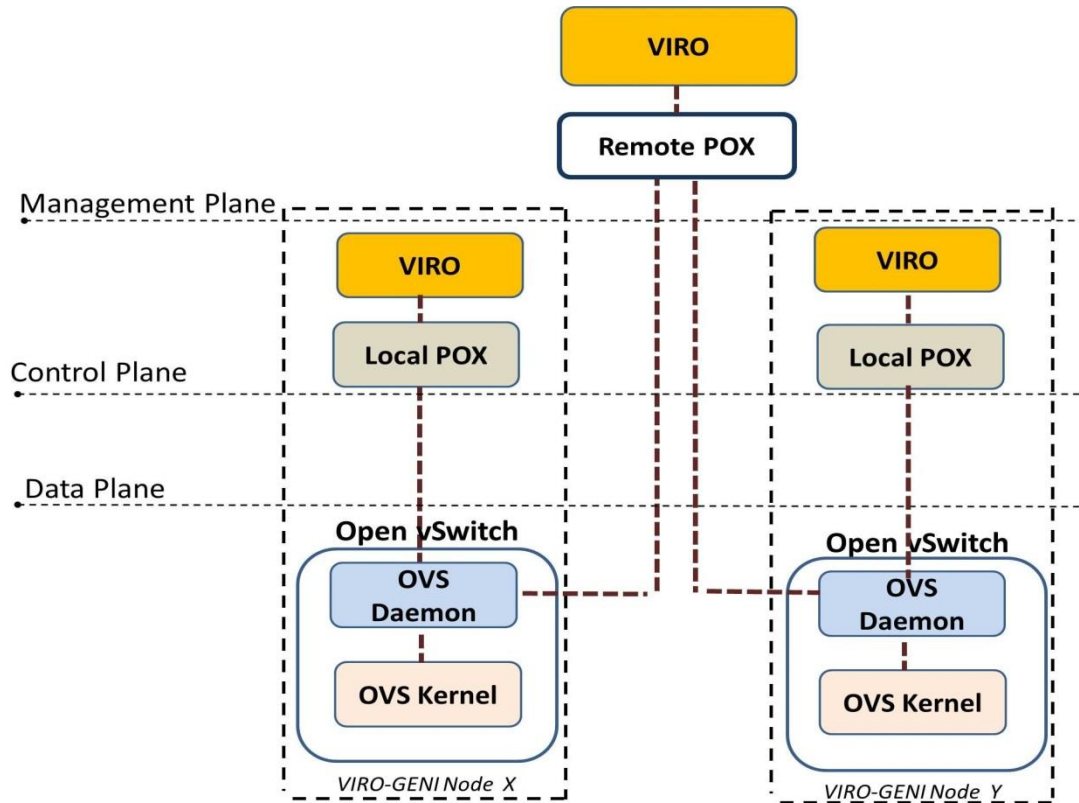 VIRO
Remote POX
Management Plane
VIRO
VIRO
Local POX
Local POX
Control Plane
Data Plane
Open vSwitch
Open vSwitch
OVS
Daemon
OVS
Daemon
OVS Kernel
OVS Kernel
VIRO-GENI Node X
VIRO-GENI Node Y